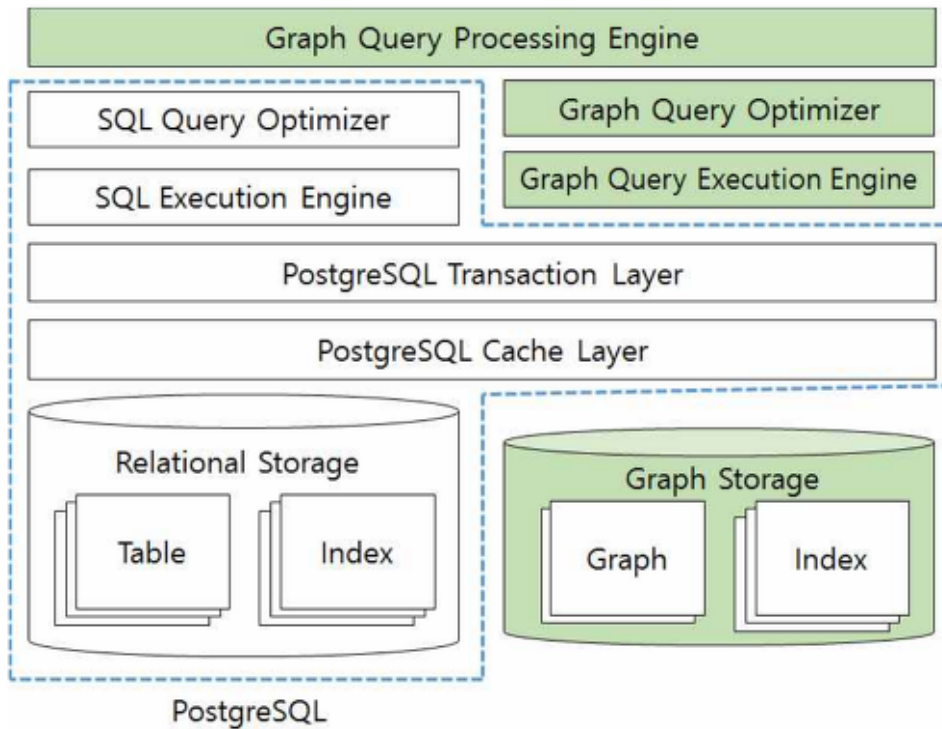 Graph Query Processing Engine
SQL Query Optimizer
Graph Query Optimizer
SQL Execution Engine
Graph Query Execution Engine
PostgreSQL Transaction Layer
PostgreSQL Cache Layer
Relational Storage
Table
Index
Graph Storage
Graph
Index
PostgreSQL